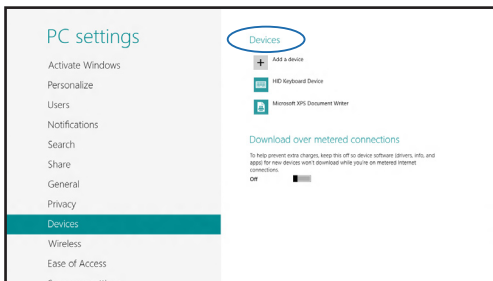 PC settings
Activate Windows
Personalize
Users
Notifications
Search
Share
General
Privacy
Devices
Wireless
Ease of Access
Devices
Add a device
HID Keyboard Device
Microsoft XPS Document Writer
Download over metered connections
To help prevent extra charges, keep this off so device software (drivers, info, and
apps) for new devices won't download while you're on metered Internet
connections.
Off